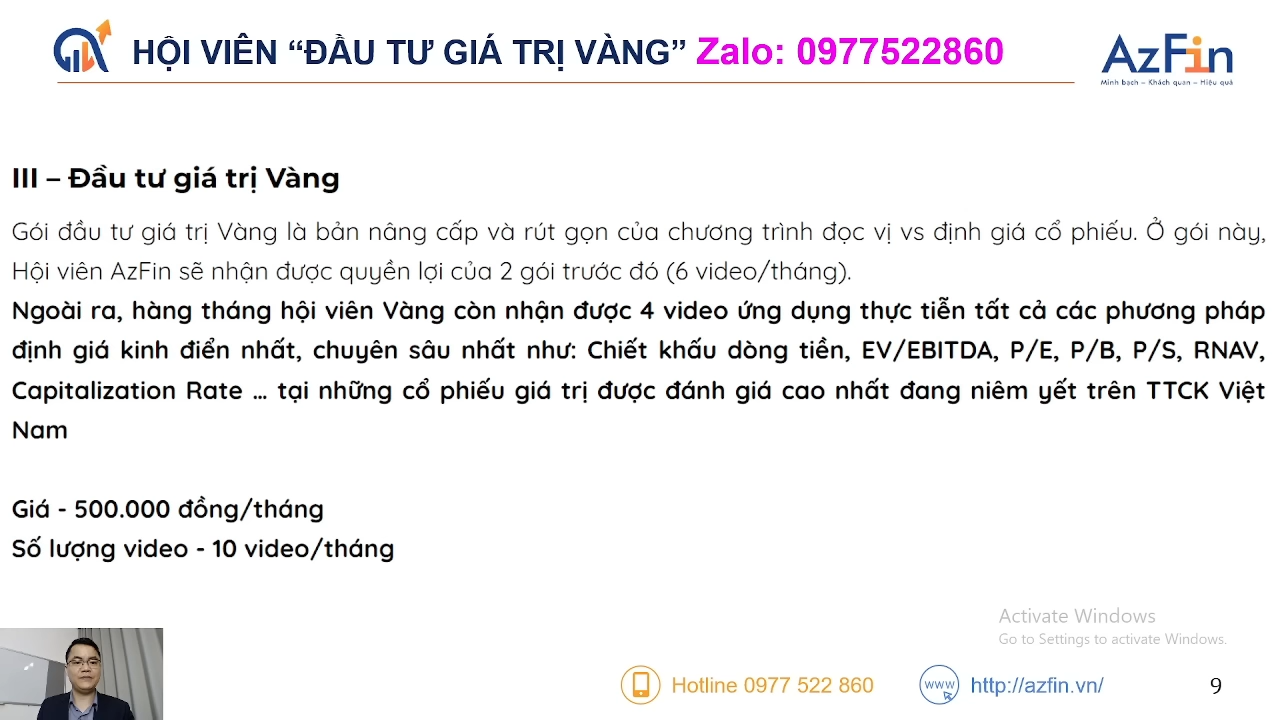 HỘI VIÊN “ĐẦU TƯ GIÁ TRỊ VÀNG” Zalo: 0977522860
AzFin
Minh bạch – Khách quan – Hiệu quả
III – Đầu tư giá trị Vàng
Gói đầu tư giá trị Vàng là bản nâng cấp và rút gọn của chương trình đọc vị vs định giá cổ phiếu. Ở gói này,
Hội viên AzFin sẽ nhận được quyền lợi của 2 gói trước đó (6 video/tháng).
Ngoài ra, hàng tháng hội viên Vàng còn nhận được 4 video ứng dụng thực tiễn tất cả các phương pháp
định giá kinh điển nhất, chuyên sâu nhất như: Chiết khấu dòng tiền, EV/EBITDA, P/E, P/B, P/S, RNAV,
Capitalization Rate ... tại những cổ phiếu giá trị được đánh giá cao nhất đang niêm yết trên TTCK Việt
Nam
Giá - 500.000 đồng/tháng
Số lượng video - 10 video/tháng
Activate Windows
Go to Settings to activate Windows.
Hotline 0977 522 860
www
http://azfin.vn/
9